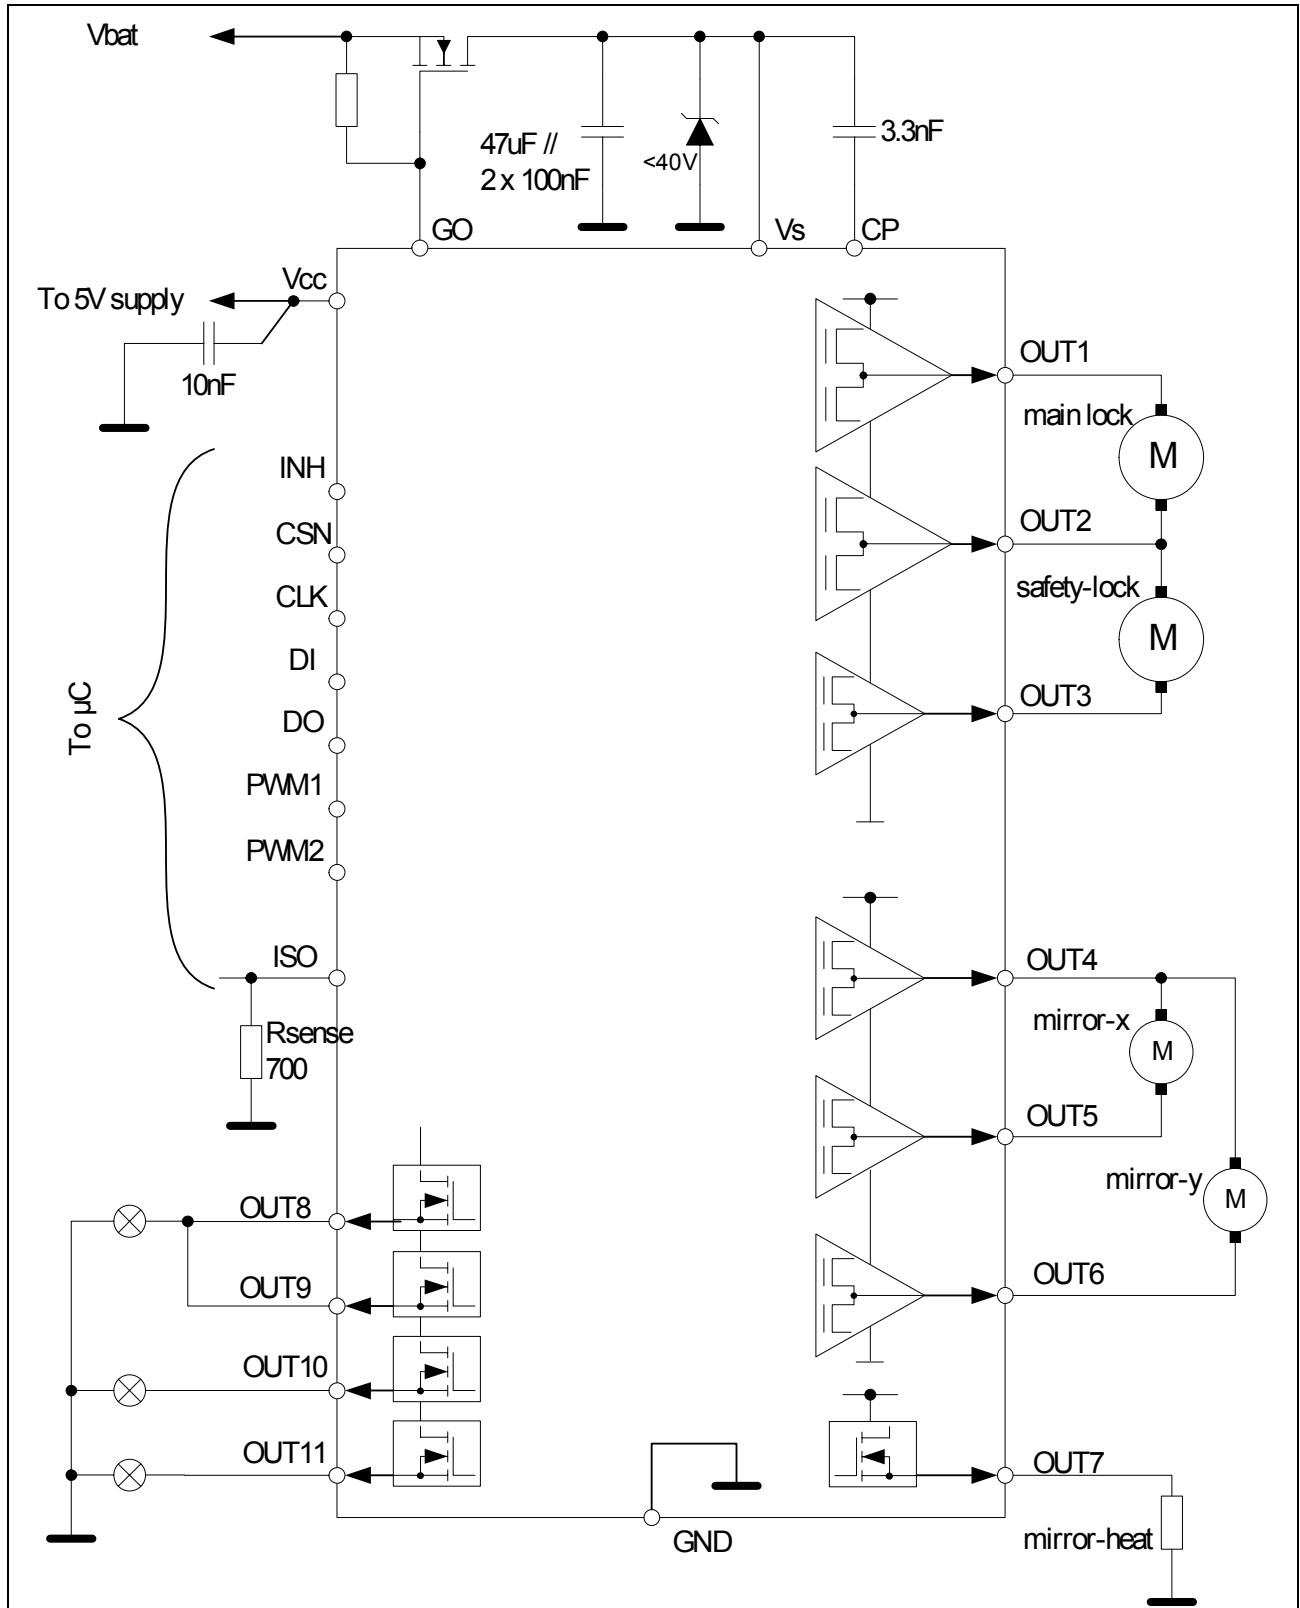 Vbat
47uF //
2 x 100nF
<40V
3.3nF
GO
Vs
CP
Vcc
To 5V supply
10nF
OUT1
main lock
M
INH
OUT2
CSN
safety-lock
CLK
M
DI
OUT3
To µC
DO
PWM1
PWM2
ISO
OUT4
Rsense
700
mirror-x
M
OUT5
mirror-y
M
OUT8
OUT9
OUT6
OUT10
OUT11
OUT7
GND
mirror-heat